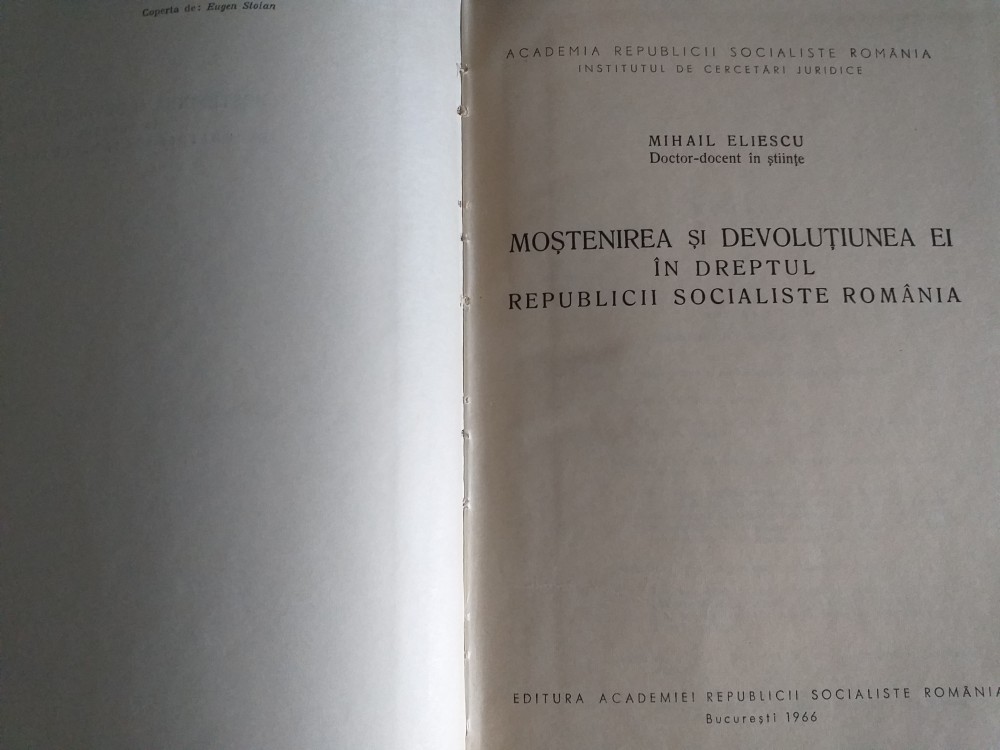 Coperta de: Eugen Stoian
ACADEMIA REPUBLICII SOCIALISTE ROMÂNIA
INSTITUTUL DE CERCETĂRI JURIDICE
MIHAIL ELIESCU
Doctor-docent în științe
MOȘTENIREA ȘI DEVOLUȚIUNEA EI
ÎN DREPTUL
REPUBLICII SOCIALISTE ROMÂNIA
EDITURA ACADEMIEI REPUBLICII SOCIALISTE ROMÂNIA
București 1966